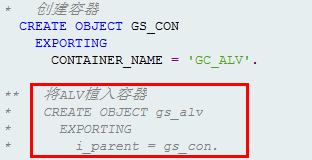 *   创建容器
  CREATE OBJECT GS_CON
    EXPORTING
      CONTAINER_NAME = 'GC_ALV'.
**   将ALV植入容器
*    CREATE OBJECT gs_alv
*      EXPORTING
*        i_parent = gs_con.